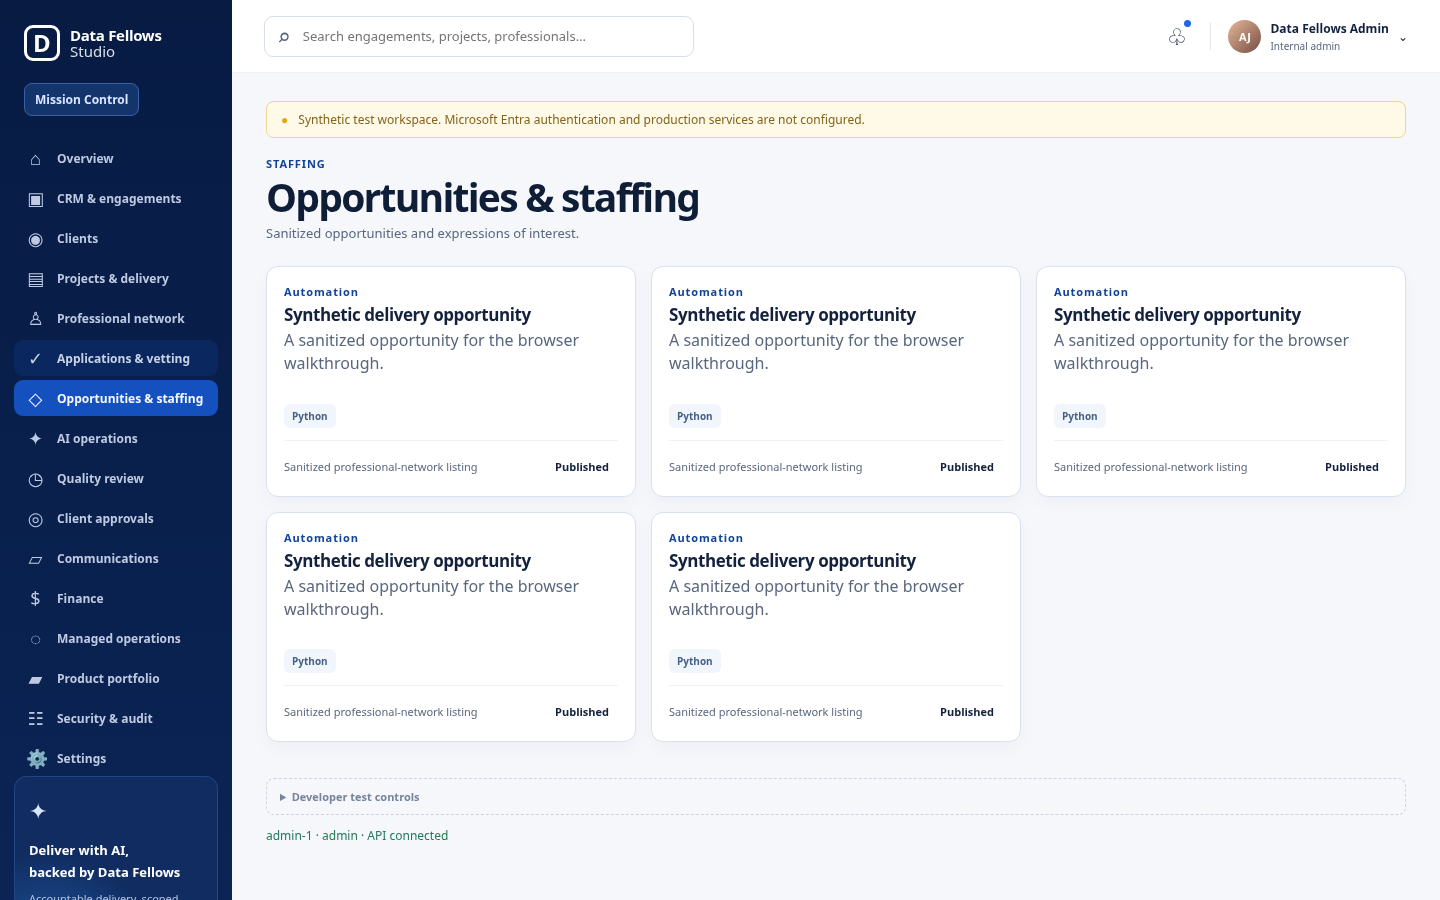 D
Data Fellows
Studio
Mission Control
Overview
CRM & engagements
Clients
Projects & delivery
Professional network
Applications & vetting
Opportunities & staffing
AI operations
Quality review
Client approvals
Communications
$ Finance
Managed operations
Product portfolio
Security & audit
Settings
Deliver with AI,
backed by Data Fellows
Accountable delivery, scoped
Search engagements, projects, professionals...
AJ
Data Fellows Admin
Internal admin
Synthetic test workspace. Microsoft Entra authentication and production services are not configured.
STAFFING
Opportunities & staffing
Sanitized opportunities and expressions of interest.
Automation
Synthetic delivery opportunity
A sanitized opportunity for the browser
walkthrough.
Python
Sanitized professional-network listing
Published
Automation
Synthetic delivery opportunity
A sanitized opportunity for the browser
walkthrough.
Python
Sanitized professional-network listing
Published
Automation
Synthetic delivery opportunity
A sanitized opportunity for the browser
walkthrough.
Python
Sanitized professional-network listing
Published
Automation
Synthetic delivery opportunity
A sanitized opportunity for the browser
walkthrough.
Python
Sanitized professional-network listing
Published
Automation
Synthetic delivery opportunity
A sanitized opportunity for the browser
walkthrough.
Python
Sanitized professional-network listing
Published
Developer test controls
admin-1 · admin · API connected